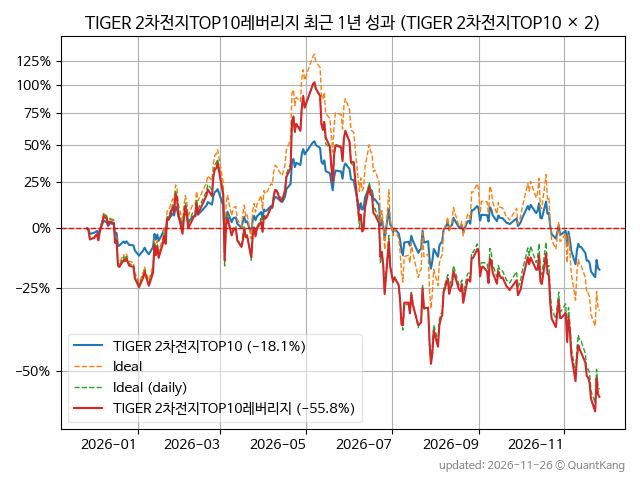 TIGER 2차전지TOP10레버리지 최근 1년 성과 (TIGER 2차전지TOP10 × 2)
125%
100%
75%
50%
25%
0%
−25%
−50%
TIGER 2차전지TOP10 (−18.1%)
Ideal
Ideal (daily)
TIGER 2차전지TOP10레버리지 (−55.8%)
2026−01
2026−03
2026−05
2026−07
2026−09
2026−11
updated: 2026−11−26 © QuantKang